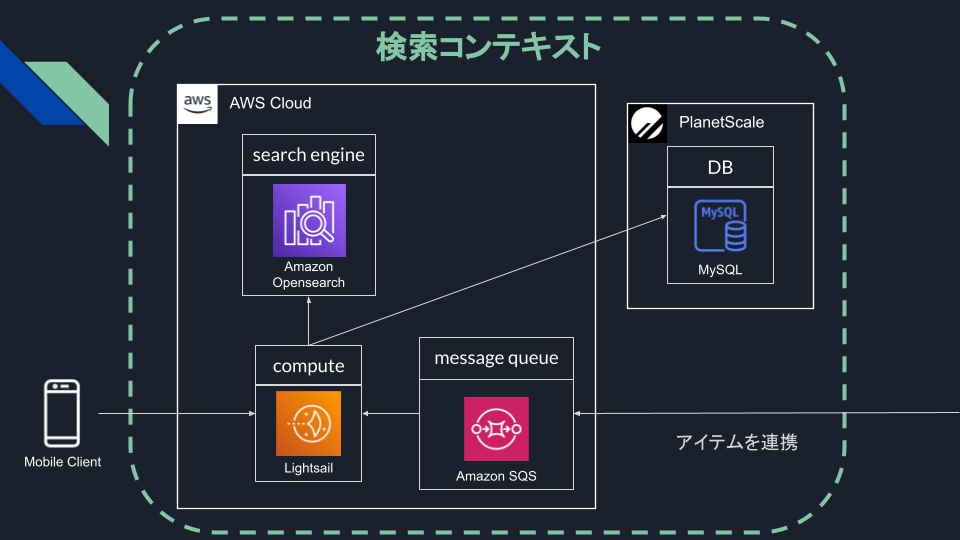 検索コンテキスト
aws
AWS Cloud
PlanetScale
search engine
Amazon
Opensearch
DB
MySQL
MySQL
compute
Lightsail
message queue
Amazon SQS
Mobile Client
アイテムを連携